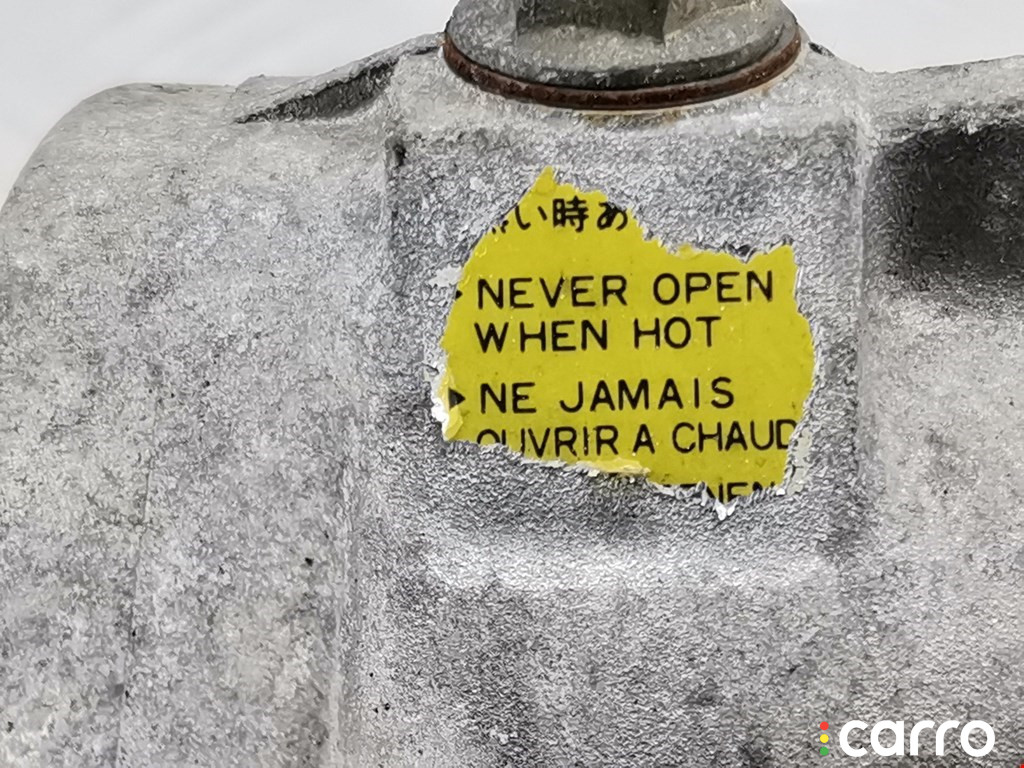 い時あ
NEVER OPEN
WHEN HOT
NE JAMAIS
OUVRIR A CHAUD
carro